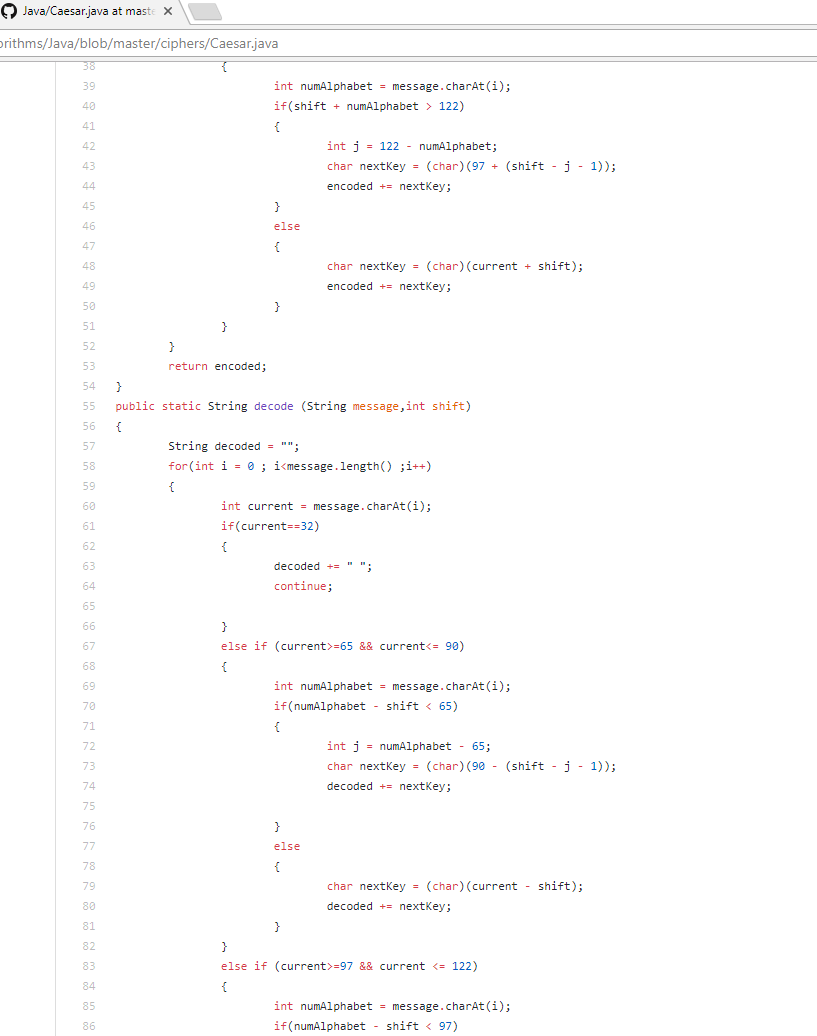 Java/Caesar.java at maste
orithms/Java/blob/master/ciphers/Caesar.java
38 {
39 int numAlphabet = message.charAt(i);
40 if(shift + numAlphabet > 122)
41 {
42 int j = 122 - numAlphabet;
43 char nextKey = (char)(97 + (shift - j - 1));
44 encoded += nextKey;
45 }
46 else
47 {
48 char nextKey = (char)(current + shift);
49 encoded += nextKey;
50 }
51 }
52 }
53 return encoded;
54 }
55 public static String decode (String message,int shift)
56 {
57 String decoded = "";
58 for(int i = 0 ; i<message.length() ;i++)
59 {
60 int current = message.charAt(i);
61 if(current==32)
62 {
63 decoded += " ";
64 continue;
65
66 }
67 else if (current>=65 && current<= 90)
68 {
69 int numAlphabet = message.charAt(i);
70 if(numAlphabet - shift < 65)
71 {
72 int j = numAlphabet - 65;
73 char nextKey = (char)(90 - (shift - j - 1));
74 decoded += nextKey;
75
76 }
77 else
78 {
79 char nextKey = (char)(current - shift);
80 decoded += nextKey;
81 }
82 }
83 else if (current>=97 && current <= 122)
84 {
85 int numAlphabet = message.charAt(i);
86 if(numAlphabet - shift < 97)